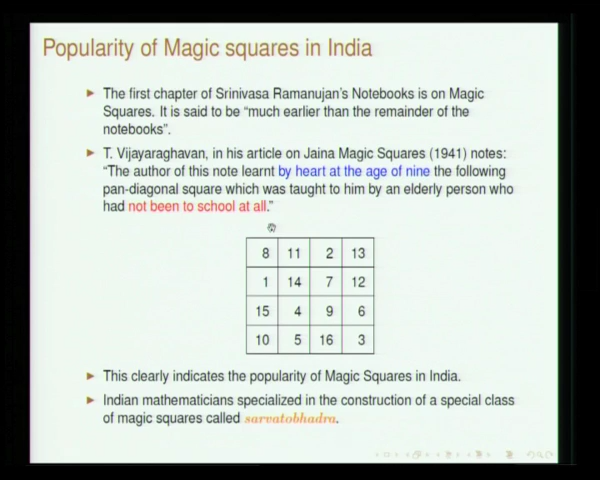 Popularity of Magic squares in India
The first chapter of Srinivasa Ramanujan's Notebooks is on Magic
Squares. It is said to be "much earlier than the remainder of the
notebooks".
T. Vijayaraghavan, in his article on Jaina Magic Squares (1941) notes:
"The author of this note learnt by heart at the age of nine the following
pan-diagonal square which was taught to him by an elderly person who
had not been to school at all."
8 11 2 13
1 14 7 12
15 4 9 6
10 5 16 3
This clearly indicates the popularity of Magic Squares in India.
Indian mathematicians specialized in the construction of a special class
of magic squares called sarvatobhadra.